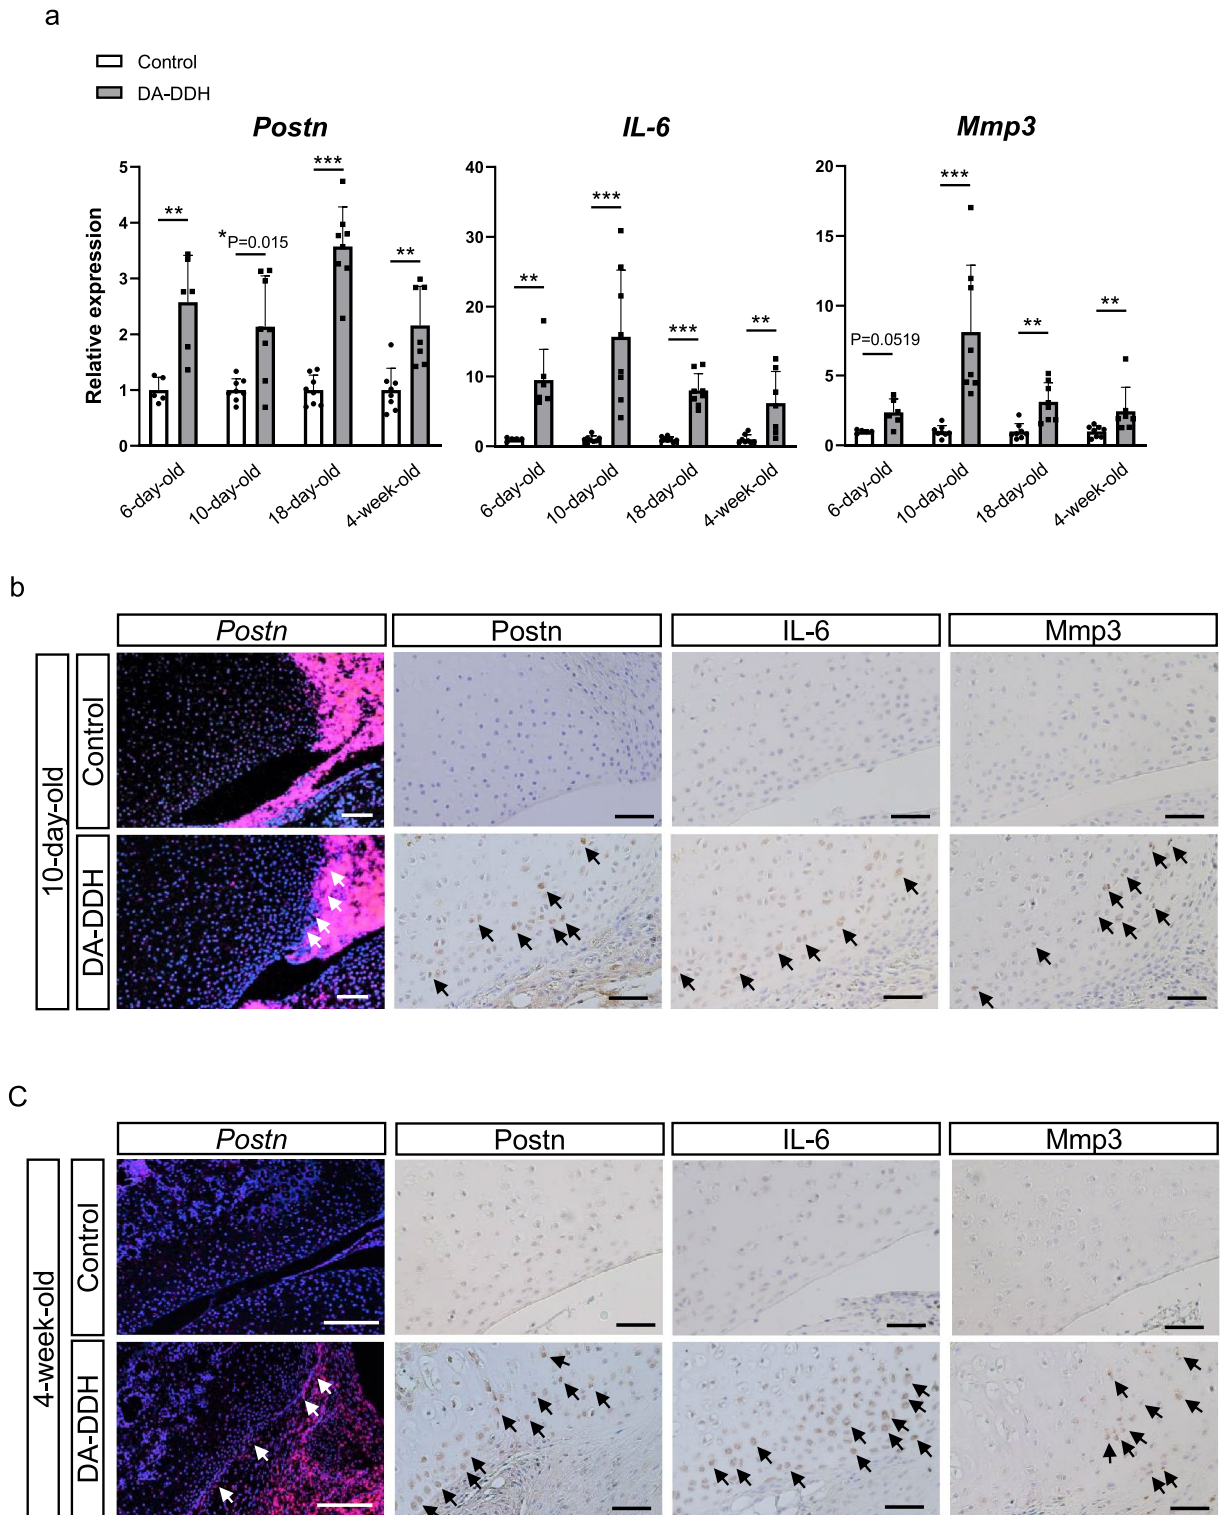 a
Control
DA-DDH
Postn
IL-6
Mmp3
Relative expression
5
4
3
2
1
0
**
*P=0.015
***
**
6-day-old
10-day-old
18-day-old
4-week-old
40
30
20
10
0
**
***
***
**
6-day-old
10-day-old
18-day-old
4-week-old
20
15
10
5
0
P=0.0519
***
**
**
6-day-old
10-day-old
18-day-old
4-week-old
b
Postn
Postn
IL-6
Mmp3
10-day-old
Control
DA-DDH
C
Postn
Postn
IL-6
Mmp3
4-week-old
Control
DA-DDH